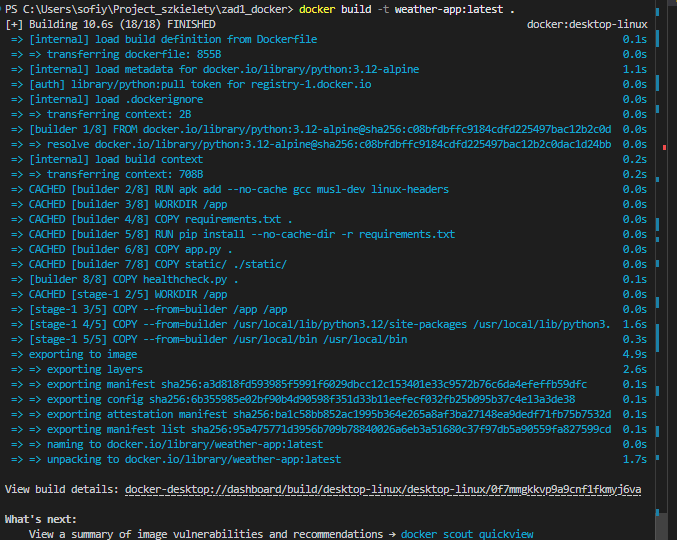 PS C:\Users\sofiy\Project_szkielety\zad1_docker> docker build -t weather-app:latest .
[+] Building 10.6s (18/18) FINISHED docker:desktop-linux
=> [internal] load build definition from Dockerfile 0.1s
=> => transferring dockerfile: 855B 0.0s
=> [internal] load metadata for docker.io/library/python:3.12-alpine 1.1s
=> [auth] library/python:pull token for registry-1.docker.io 0.0s
=> [internal] load .dockerignore 0.0s
=> => transferring context: 2B 0.0s
=> [builder 1/8] FROM docker.io/library/python:3.12-alpine@sha256:c08bfdbffc9184cdfd225497bac12b2c0d 0.0s
=> => resolve docker.io/library/python:3.12-alpine@sha256:c08bfdbffc9184cdfd225497bac12b2c0dac1d24bb 0.0s
=> [internal] load build context 0.2s
=> => transferring context: 708B 0.2s
=> CACHED [builder 2/8] RUN apk add --no-cache gcc musl-dev linux-headers 0.0s
=> CACHED [builder 3/8] WORKDIR /app 0.0s
=> CACHED [builder 4/8] COPY requirements.txt . 0.0s
=> CACHED [builder 5/8] RUN pip install --no-cache-dir -r requirements.txt 0.0s
=> CACHED [builder 6/8] COPY app.py . 0.0s
=> CACHED [builder 7/8] COPY static/ ./static/ 0.0s
=> [builder 8/8] COPY healthcheck.py . 0.1s
=> CACHED [stage-1 2/5] WORKDIR /app 0.0s
=> [stage-1 3/5] COPY --from=builder /app /app 0.0s
=> [stage-1 4/5] COPY --from=builder /usr/local/lib/python3.12/site-packages /usr/local/lib/python3. 1.6s
=> [stage-1 5/5] COPY --from=builder /usr/local/bin /usr/local/bin 0.3s
=> exporting to image 4.9s
=> => exporting layers 2.6s
=> => exporting manifest sha256:a3d818fd593985f5991f6029dbcc12c153401e33c9572b76c6da4efeffb59dfc 0.1s
=> => exporting config sha256:6b355985e02bf90b4d90598f351d33b11eefecf032fb25b095b37c4e13a3de38 0.1s
=> => exporting attestation manifest sha256:ba1c58bb852ac1995b364e265a8af3ba27148ea9dedf71fb75b7532d 0.1s
=> => exporting manifest list sha256:95a475771d3956b709b78840026a6eb3a51680c37f97db5a90559fa827599cd 0.1s
=> => naming to docker.io/library/weather-app:latest 0.0s
=> => unpacking to docker.io/library/weather-app:latest 1.7s
View build details: docker-desktop://dashboard/build/desktop-linux/desktop-linux/0f7mmgkkvp9a9cnf1fkmyj6va
What's next:
View a summary of image vulnerabilities and recommendations → docker scout quickview